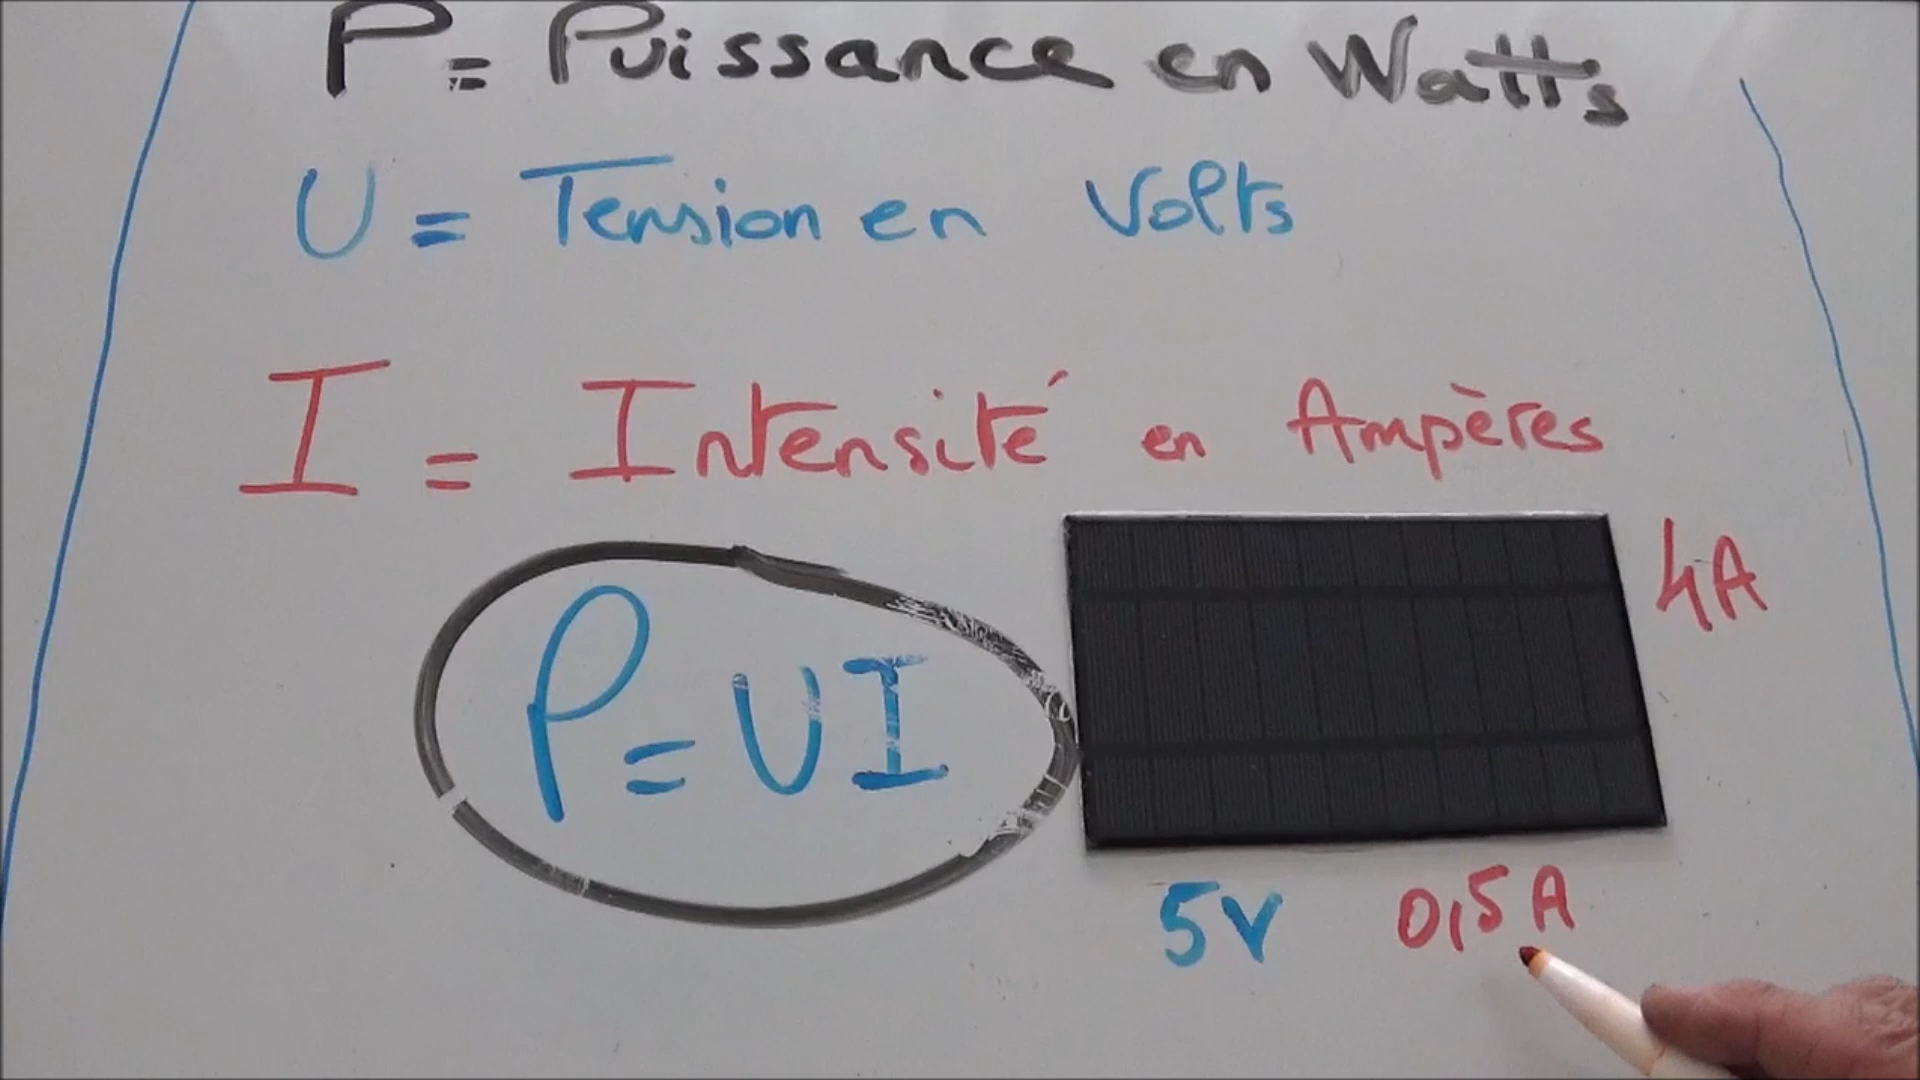 P = Puissance en Watts
U = Tension en Volts
I = Intensité en Ampères
4A
P = UI
5V 0,5A